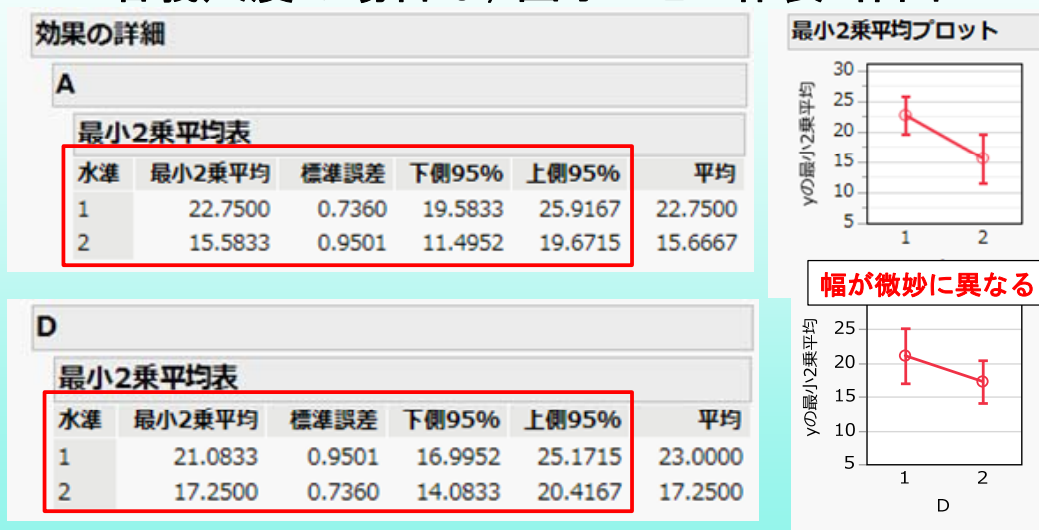 効果の詳細
A
最小2乗平均表
水準 最小2乗平均 標準誤差 下側95% 上側95% 平均
1 22.7500 0.7360 19.5833 25.9167 22.7500
2 15.5833 0.9501 11.4952 19.6715 15.6667
最小2乗平均プロット
yの最小2乗平均
30
25
20
15
10
5
1 2
幅が微妙に異なる
D
最小2乗平均表
水準 最小2乗平均 標準誤差 下側95% 上側95% 平均
1 21.0833 0.9501 16.9952 25.1715 23.0000
2 17.2500 0.7360 14.0833 20.4167 17.2500
yの最小2乗平均
25
20
15
10
5
1 2
D